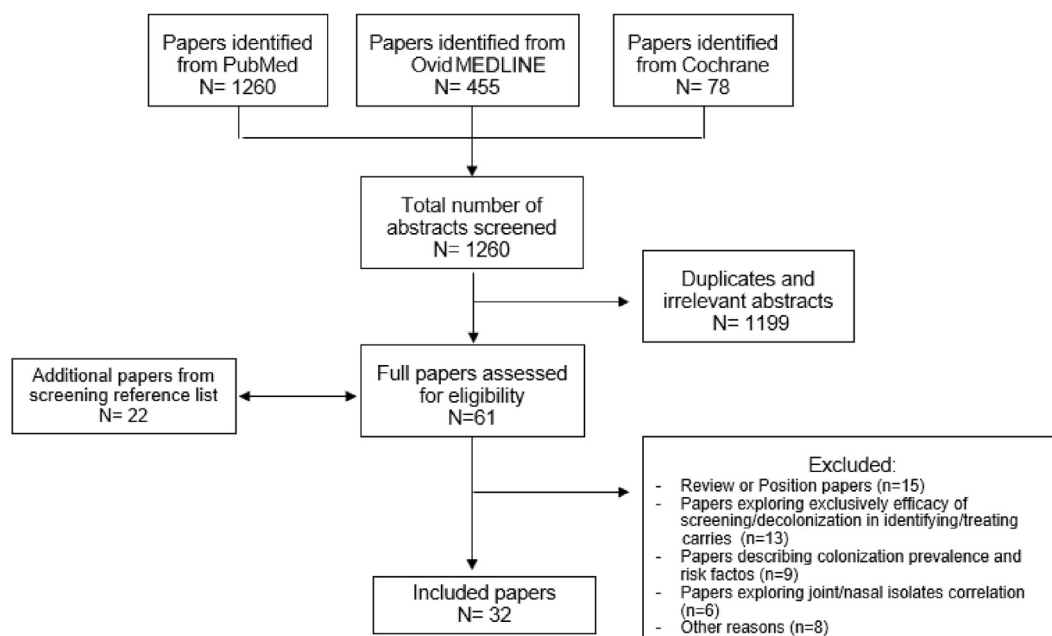 Papers identified
from PubMed
N= 1260
Papers identified from
Ovid MEDLINE
N= 455
Papers identified
from Cochrane
N= 78
Total number of
abstracts screened
N= 1260
Duplicates and
irrelevant abstracts
N= 1199
Additional papers from
screening reference list
N= 22
Full papers assessed
for eligibility
N=61
Excluded:
- Review or Position papers (n=15)
- Papers exploring exclusively efficacy of
screening/decolonization in identifying/treating
carries (n=13)
- Papers describing colonization prevalence and
risk factos (n=9)
- Papers exploring joint/nasal isolates correlation
(n=6)
- Other reasons (n=8)
Included papers
N= 32